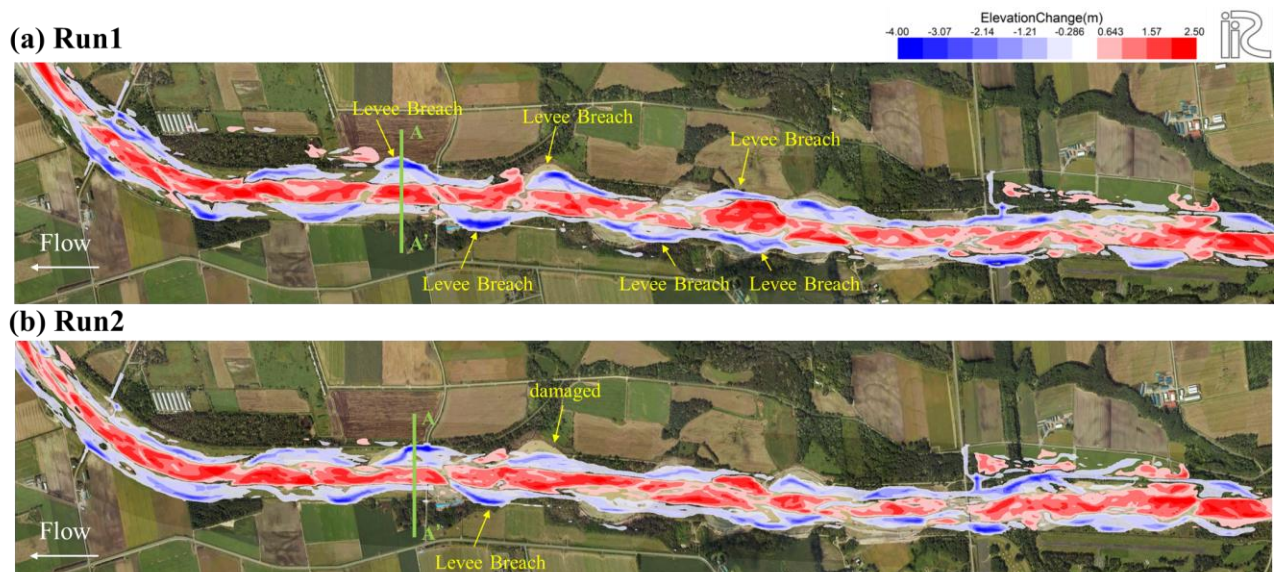 (a) Run1
ElevationChange(m)
-4.00 -3.07 -2.14 -1.21 -0.286 0.643 1.57 2.50
iRIC
Levee Breach
Levee Breach
Levee Breach
A
Flow
A'
Levee Breach
Levee Breach
Levee Breach
(b) Run2
damaged
A
Flow
A'
Levee Breach